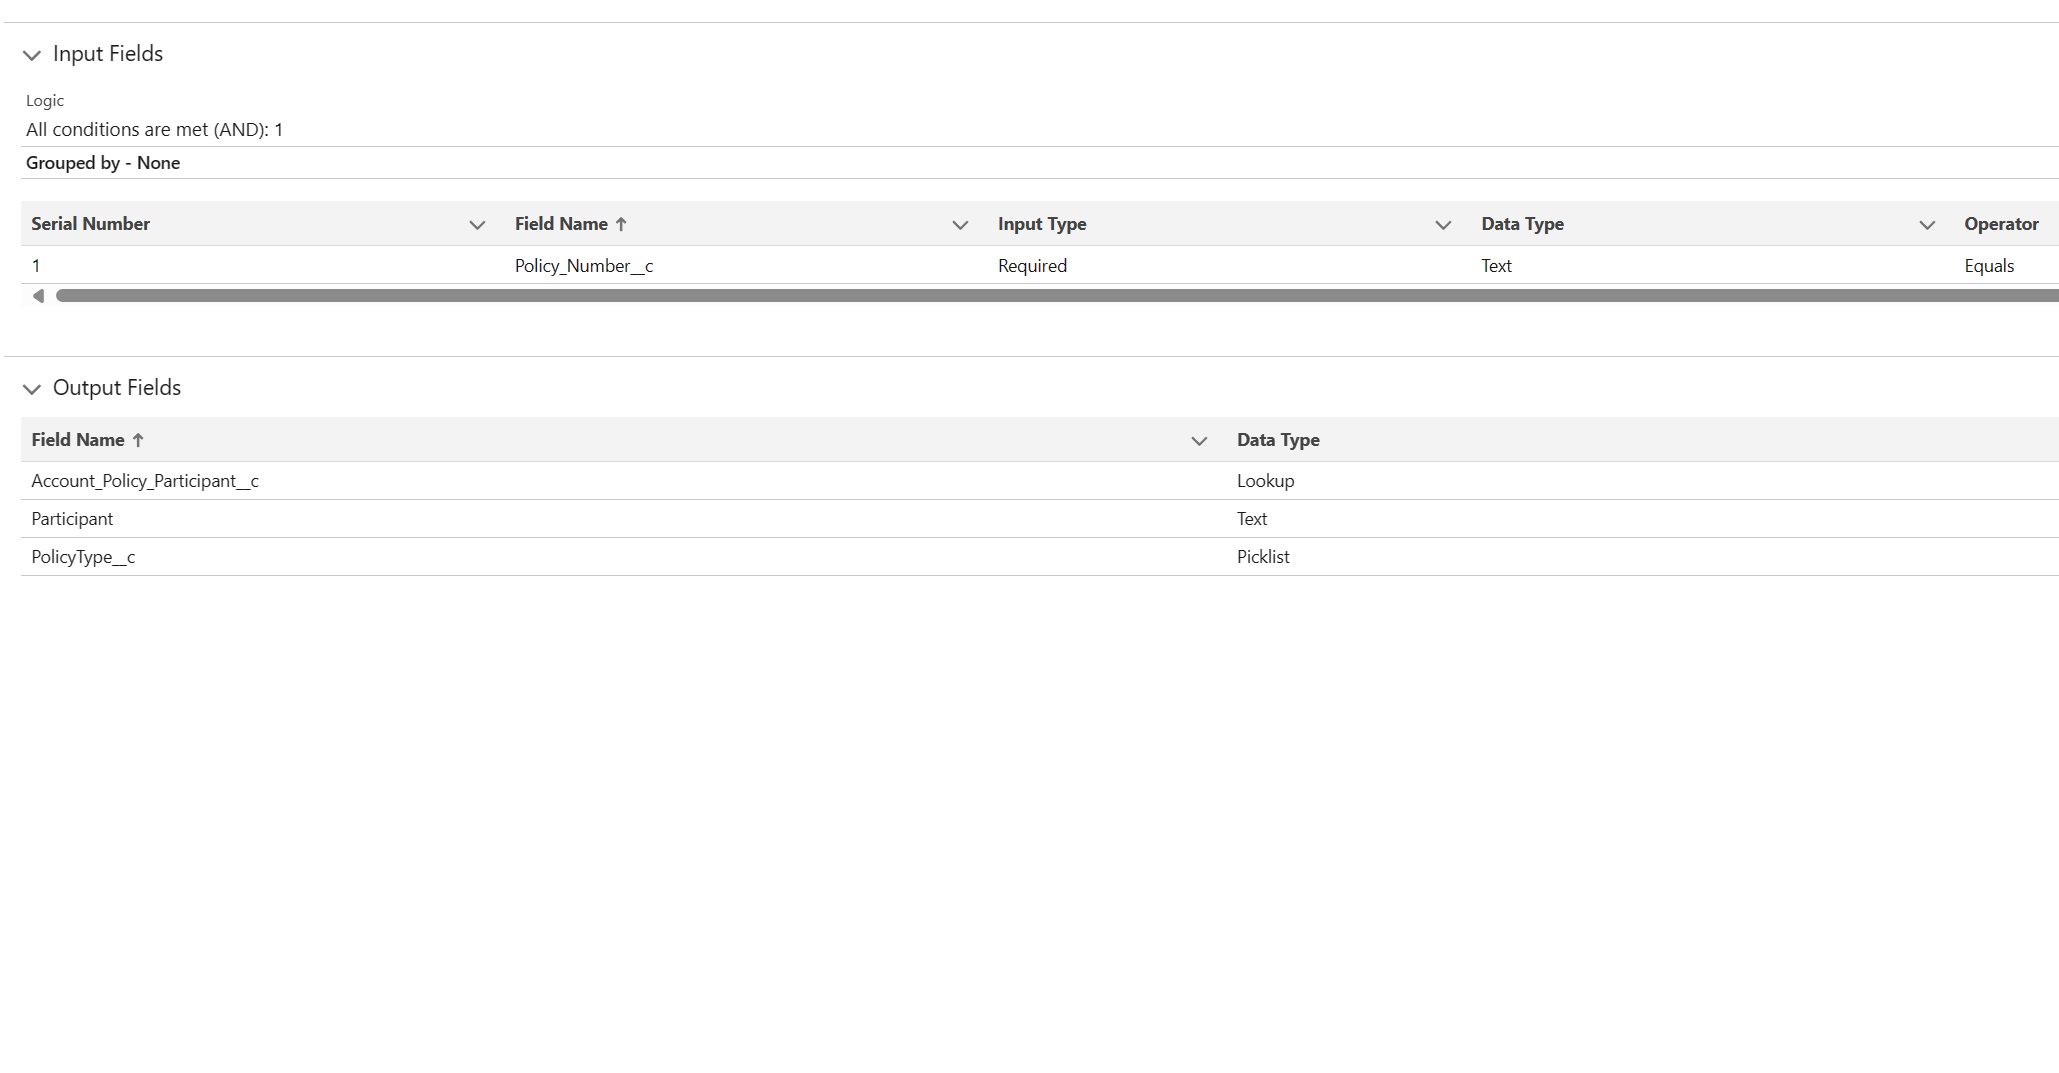 Input Fields
Logic
All conditions are met (AND): 1
Grouped by - None
Serial Number Field Name ↑ Input Type Data Type Operator
1 Policy_Number__c Required Text Equals
Output Fields
Field Name ↑ Data Type
Account_Policy_Participant__c Lookup
Participant Text
PolicyType__c Picklist